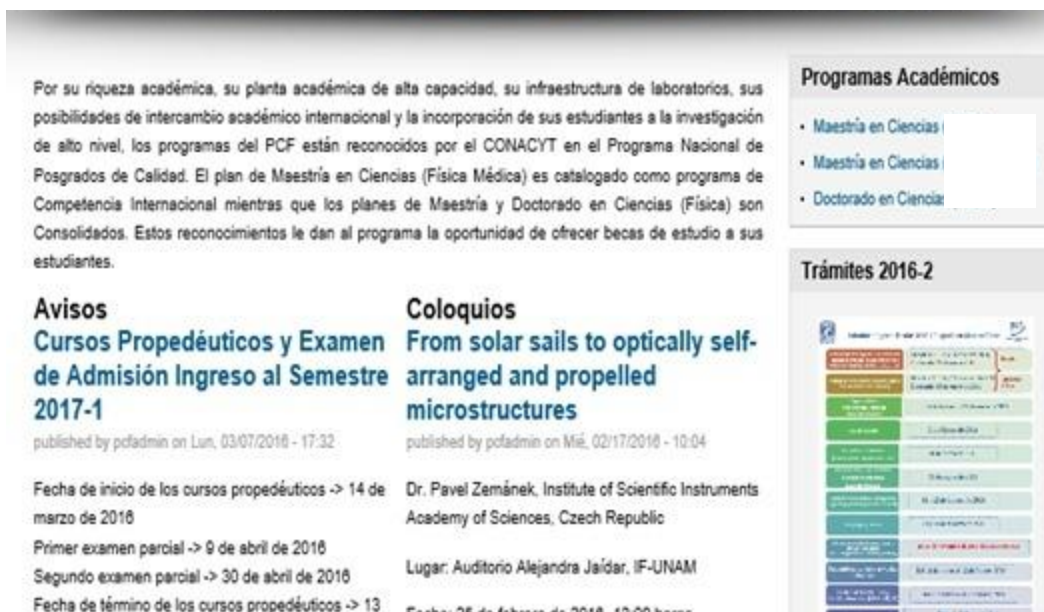 Por su riqueza académica, su planta académica de alta capacidad, su infraestructura de laboratorios, sus
posibilidades de intercambio académico internacional y la incorporación de sus estudiantes a la investigación
de alto nivel, los programas del PCF están reconocidos por el CONACYT en el Programa Nacional de
Posgrados de Calidad. El plan de Maestría en Ciencias (Física Médica) es catalogado como programa de
Competencia Internacional mientras que los planes de Maestría y Doctorado en Ciencias (Física) son
Consolidados. Estos reconocimientos le dan al programa la oportunidad de ofrecer becas de estudio a sus
estudiantes.
Avisos
Cursos Propedéuticos y Examen
de Admisión Ingreso al Semestre
2017-1
published by pcfadmin on Lun, 03/07/2016 - 17:32
Fecha de inicio de los cursos propedéuticos -> 14 de
marzo de 2016
Primer examen parcial -> 9 de abril de 2016
Segundo examen parcial -> 30 de abril de 2016
Fecha de término de los cursos propedéuticos -> 13
Coloquios
From solar sails to optically self-
arranged and propelled
microstructures
published by pcfadmin on Mié, 02/17/2016 - 10:04
Dr. Pavel Zemánek, Institute of Scientific Instruments
Academy of Sciences, Czech Republic
Lugar: Auditorio Alejandra Jaídar, IF-UNAM
Fecha: 25 de febrero de 2016, 12:00 horas
Programas Académicos
• Maestría en Ciencias (
• Maestría en Ciencias (
• Doctorado en Ciencias
Trámites 2016-2